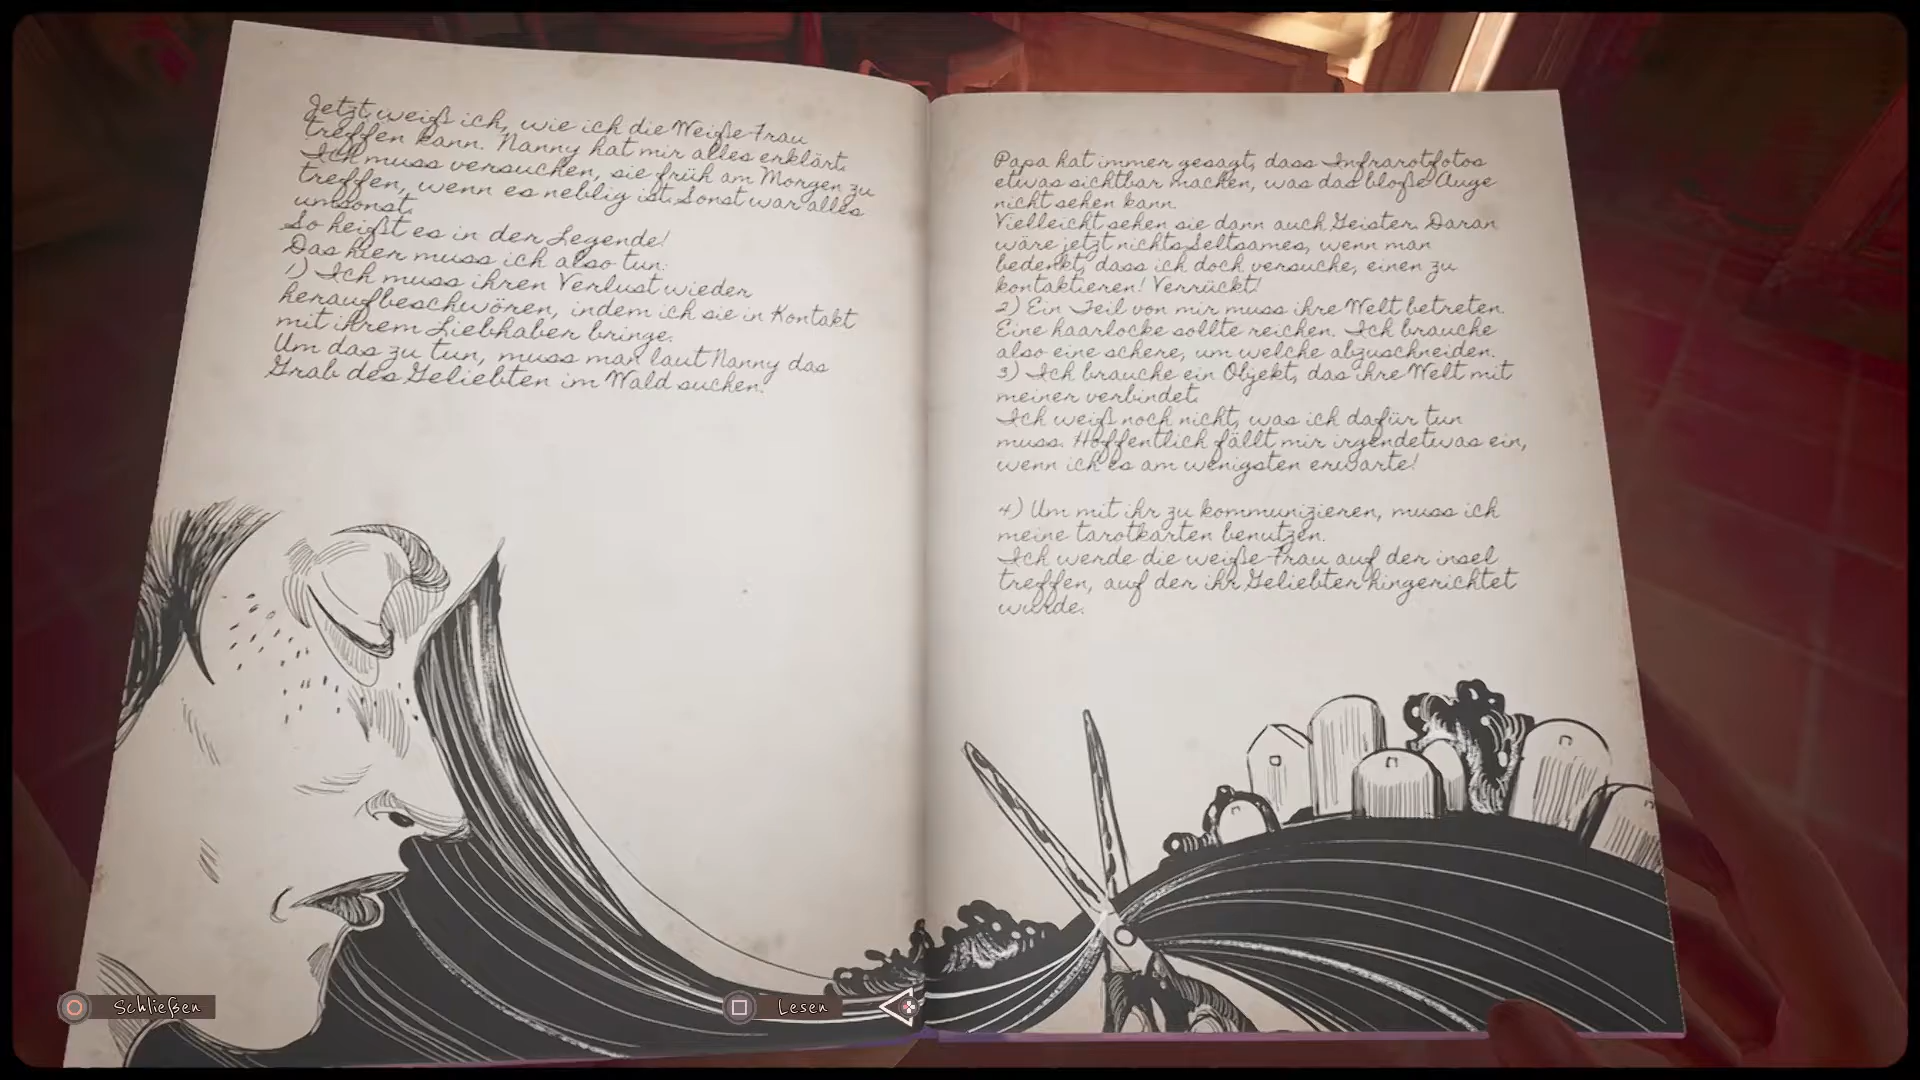 Jetzt weiß ich, wie ich die Weiße Frau
treffen kann. Nanny hat mir alles erklärt.
Ich muss versuchen, sie früh am Morgen zu
treffen, wenn es neblig ist. Sonst war alles
umsonst.
So heißt es in der Legende!
Das hier muss ich also tun:
1) Ich muss ihren Verlust wieder
heraufbeschwören, indem ich sie in Kontakt
mit ihrem Liebhaber bringe.
Um das zu tun, muss man laut Nanny das
Grab des Geliebten im Wald suchen.
Papa hat immer gesagt, dass Infrarotfotos
etwas sichtbar machen, was das bloße Auge
nicht sehen kann.
Vielleicht sehen sie dann auch Geister. Daran
wäre jetzt nichts Seltsames, wenn man
bedenkt, dass ich doch versuche, einen zu
kontaktieren! Verrückt!
2) Ein Teil von mir muss ihre Welt betreten.
Eine haarlocke sollte reichen. Ich brauche
also eine schere, um welche abzuschneiden.
3) Ich brauche ein Objekt, das ihre Welt mit
meiner verbindet.
Ich weiß noch nicht, was ich dafür tun
muss. Hoffentlich fällt mir irgendetwas ein,
wenn ich es am wenigsten erwarte!
4) Um mit ihr zu kommunizieren, muss ich
meine tarotkarten benutzen.
Ich werde die weiße Frau auf der insel
treffen, auf der ihr Geliebter hingerichtet
wurde.
Schließen
Lesen